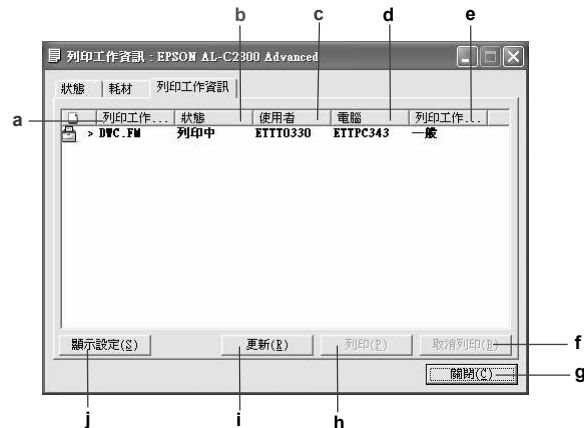 b c d e
列印工作資訊 : EPSON AL-C2300 Advanced
狀態 耗材 列印工作資訊
a 列印工作... 狀態 使用者 電腦 列印工作...
> DWC.FM 列印中 ETTT0330 ETTPC343 一般
顯示設定(S) 更新(R) 列印(P) 取消列印(D) f
關閉(C) g
j i h